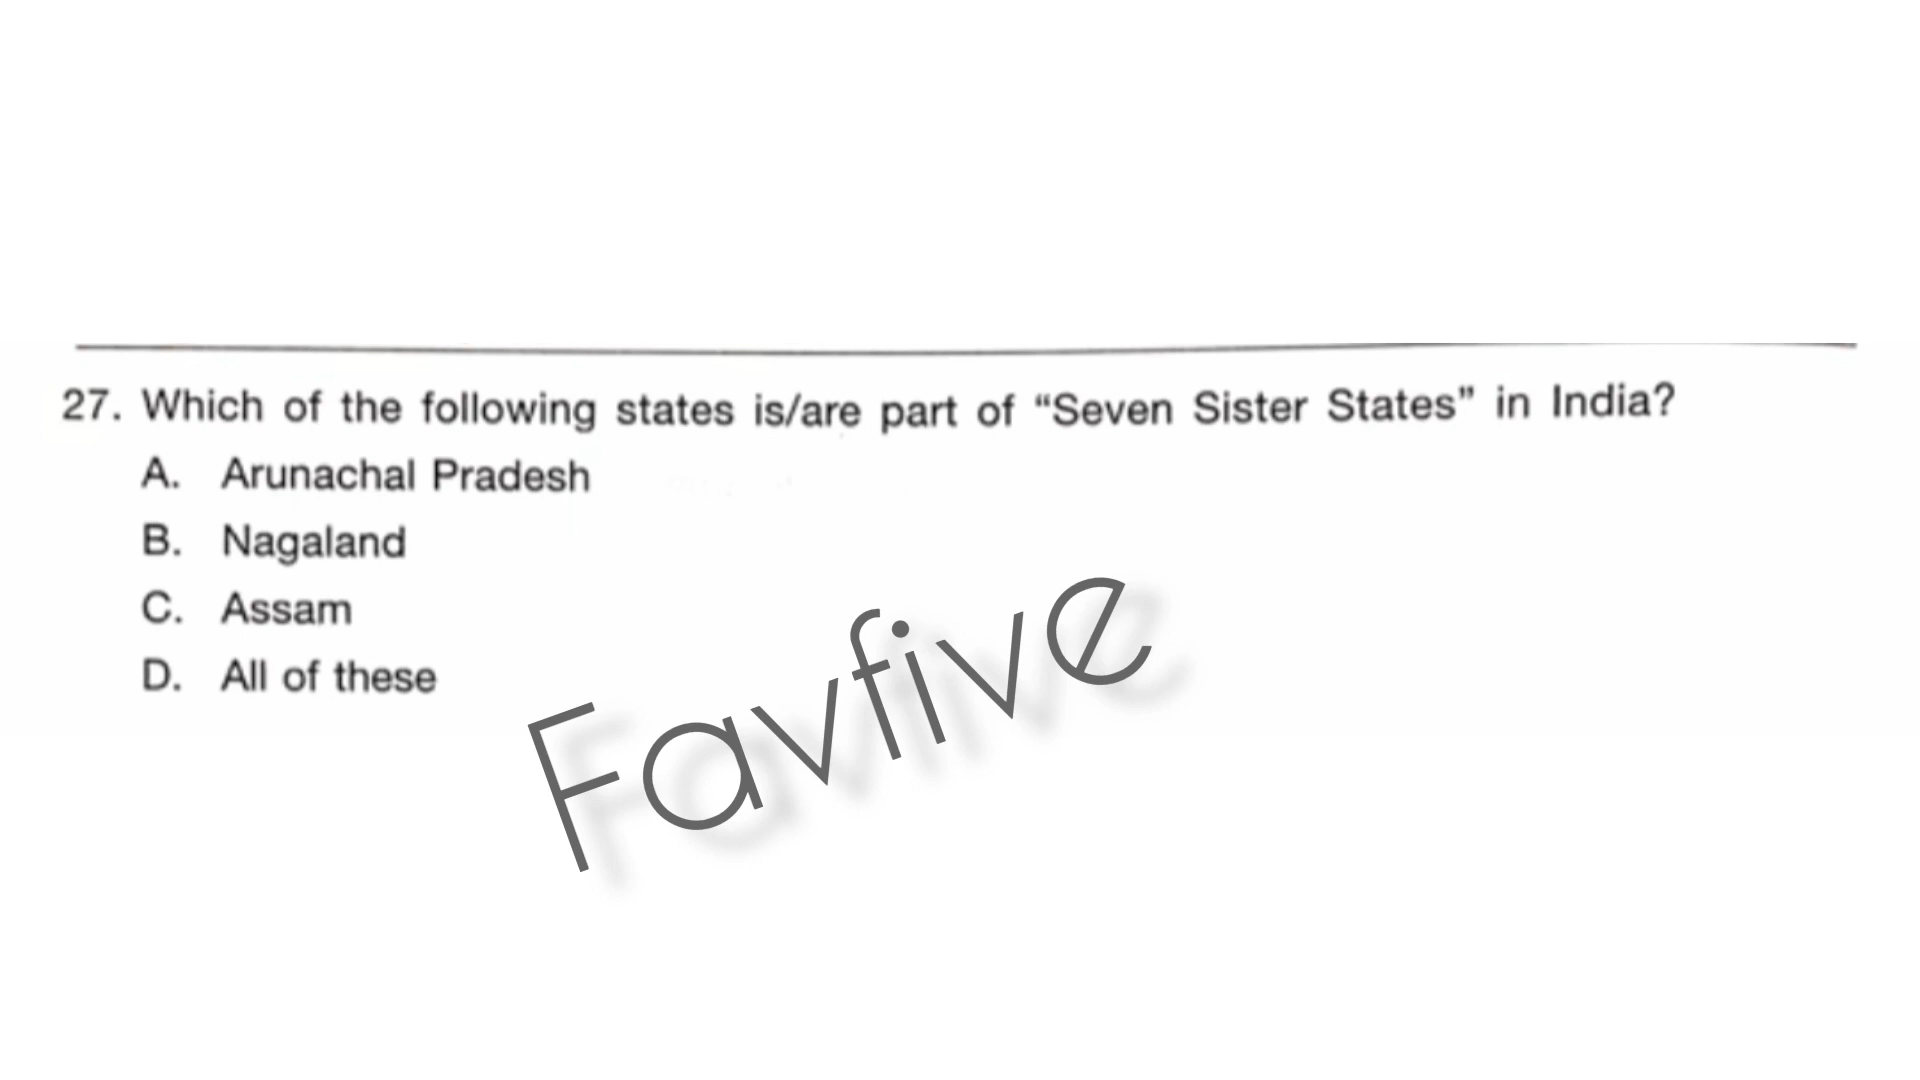 27. Which of the following states is/are part of “Seven Sister States” in India?
A. Arunachal Pradesh
B. Nagaland
C. Assam
D. All of these
Favfive